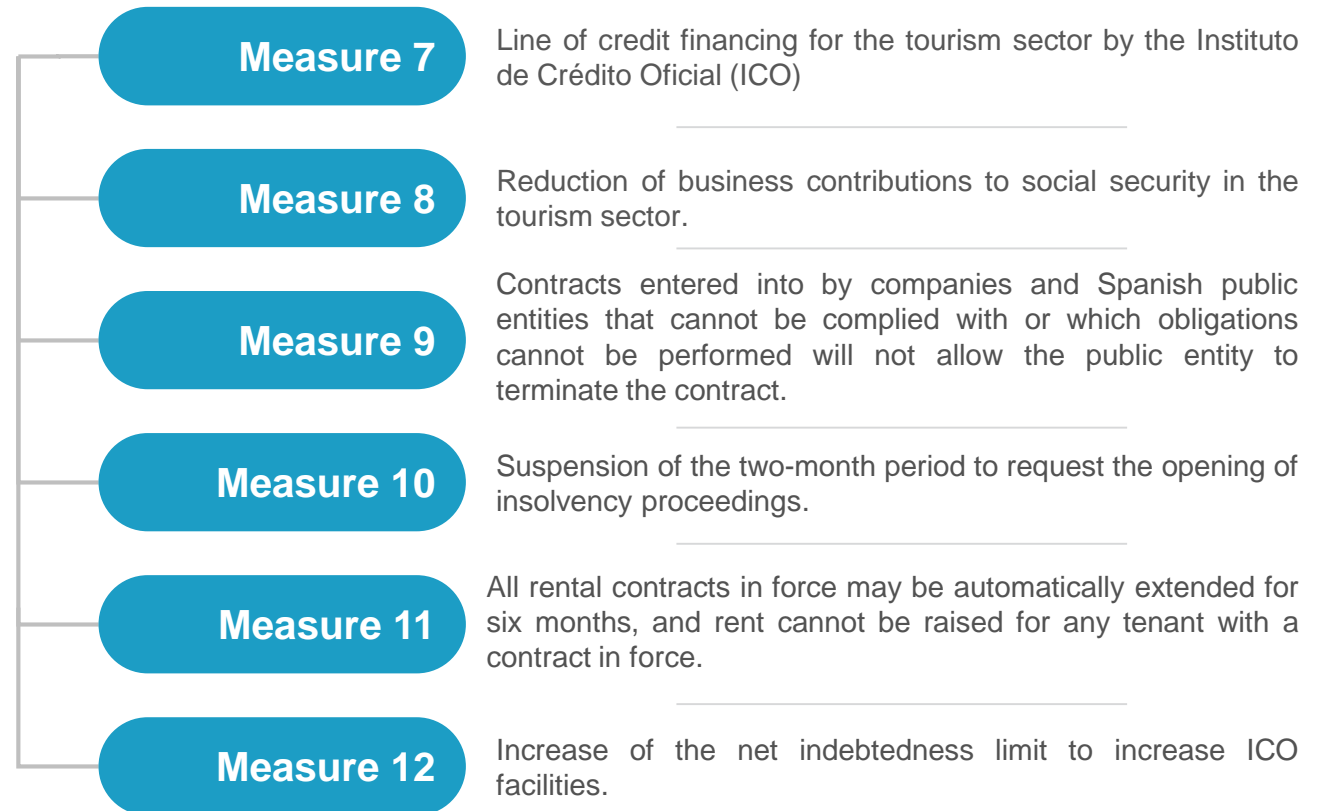 Measure 7
Line of credit financing for the tourism sector by the Instituto
de Crédito Oficial (ICO)
Measure 8
Reduction of business contributions to social security in the
tourism sector.
Measure 9
Contracts entered into by companies and Spanish public
entities that cannot be complied with or which obligations
cannot be performed will not allow the public entity to
terminate the contract.
Measure 10
Suspension of the two-month period to request the opening of
insolvency proceedings.
Measure 11
All rental contracts in force may be automatically extended for
six months, and rent cannot be raised for any tenant with a
contract in force.
Measure 12
Increase of the net indebtedness limit to increase ICO
facilities.